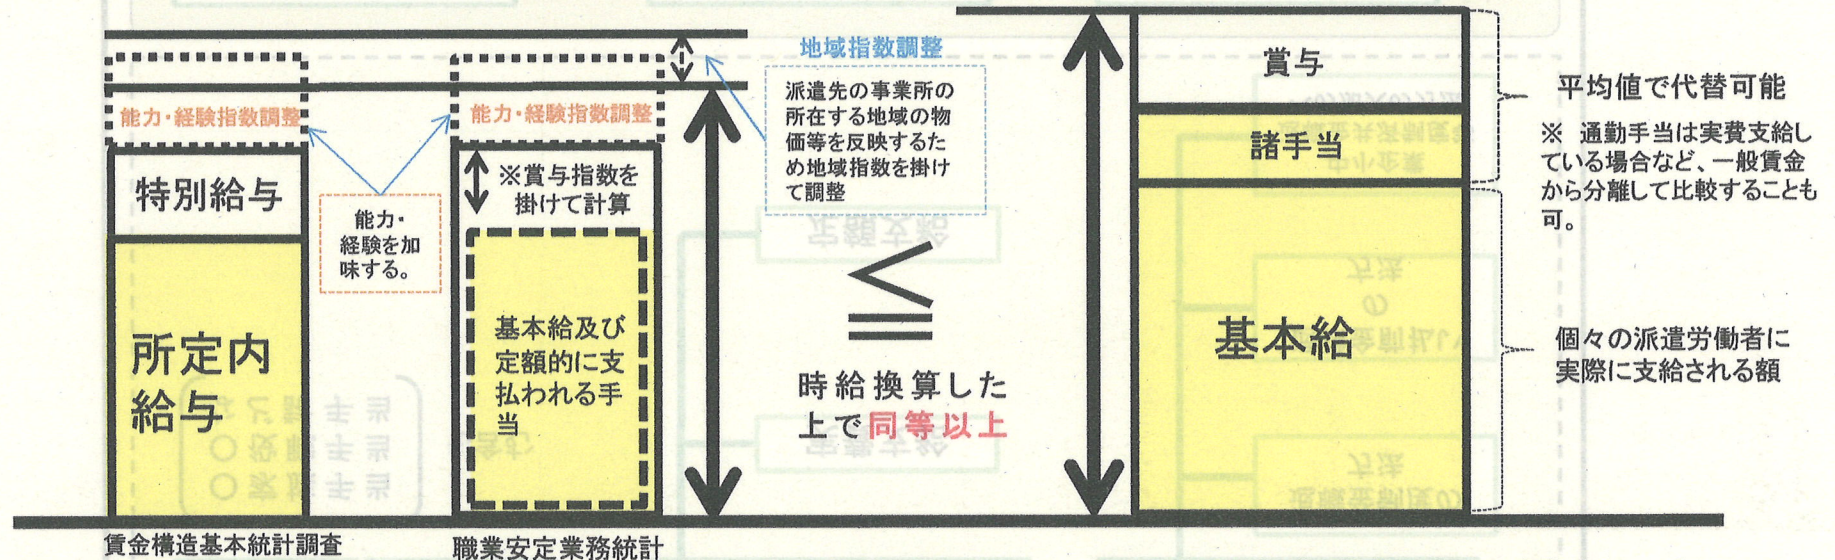 能力・経験指数調整
特別給与
所定内
給与
賃金構造基本統計調査
能力・
経験を加
味する。
能力・経験指数調整
※賞与指数を
掛けて計算
基本給及び
定額的に支
払われる手
当
職業安定業務統計
地域指数調整
派遣先の事業所の
所在する地域の物
価等を反映するた
め地域指数を掛け
て調整
≦
時給換算した
上で同等以上
賞与
諸手当
基本給
平均値で代替可能
※ 通勤手当は実費支給し
ている場合など、一般賃金
から分離して比較することも
可。
個々の派遣労働者に
実際に支給される額